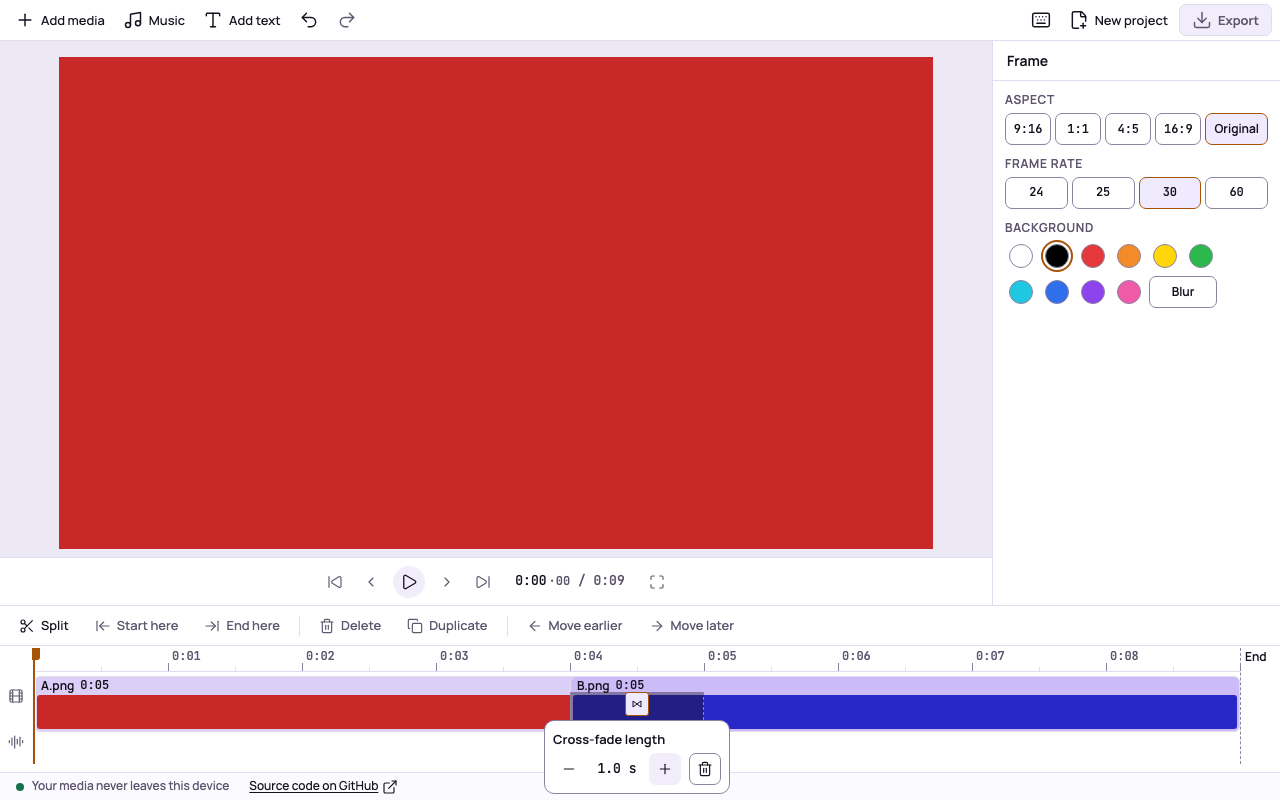 Add media Music Add text New project Export
Frame
ASPECT
9:16 1:1 4:5 16:9 Original
FRAME RATE
24 25 30 60
BACKGROUND
Blur
0:00·00 / 0:09
Split Start here End here Delete Duplicate Move earlier Move later
0:01 0:02 0:03 0:04 0:05 0:06 0:07 0:08 End
A.png 0:05 B.png 0:05
Cross-fade length
1.0 s
Your media never leaves this device Source code on GitHub